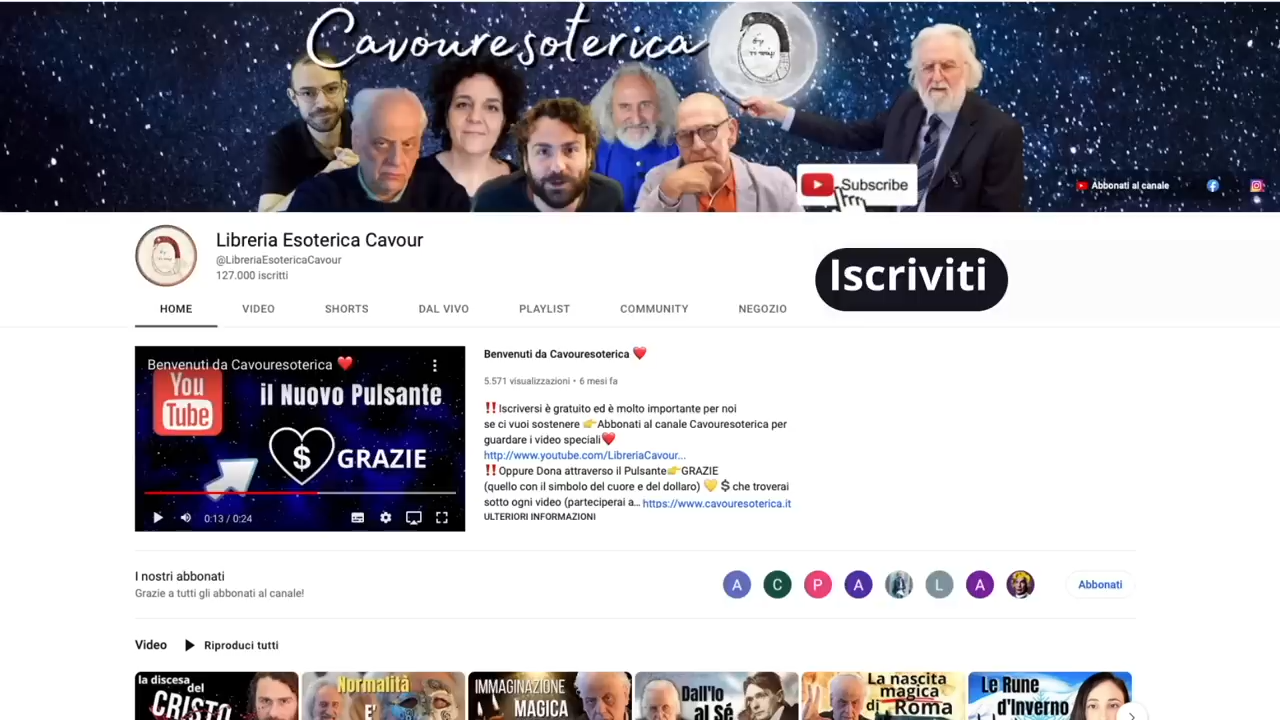 Cavouresoterica
Subscribe
Abbonati al canale
Libreria Esoterica Cavour
@LibreriaEsotericaCavour
127.000 iscritti
Iscriviti
HOME VIDEO SHORTS DAL VIVO PLAYLIST COMMUNITY NEGOZIO
Benvenuti da Cavouresoterica ❤️
You
Tube
il Nuovo Pulsante
$ GRAZIE
0:13 / 0:24
Benvenuti da Cavouresoterica ❤️
5.571 visualizzazioni • 6 mesi fa
‼️Iscriversi è gratuito ed è molto importante per noi
se ci vuoi sostenere 👉Abbonati al canale Cavouresoterica per
guardare i video speciali❤️
http://www.youtube.com/LibreriaCavour...
‼️Oppure Dona attraverso il Pulsante👉GRAZIE
(quello con il simbolo del cuore e del dollaro) 💛 $ che troverai
sotto ogni video (parteciperai a... https://www.cavouresoterica.it
ULTERIORI INFORMAZIONI
I nostri abbonati
Grazie a tutti gli abbonati al canale!
A C P A L A
Abbonati
Video Riproduci tutti
la discesa
del
CRISTO
Normalità
E'
IMMAGINAZIONE
MAGICA
Dall'Io
al Sé
La nascita
magica
di Roma
Le Rune
d'Inverno